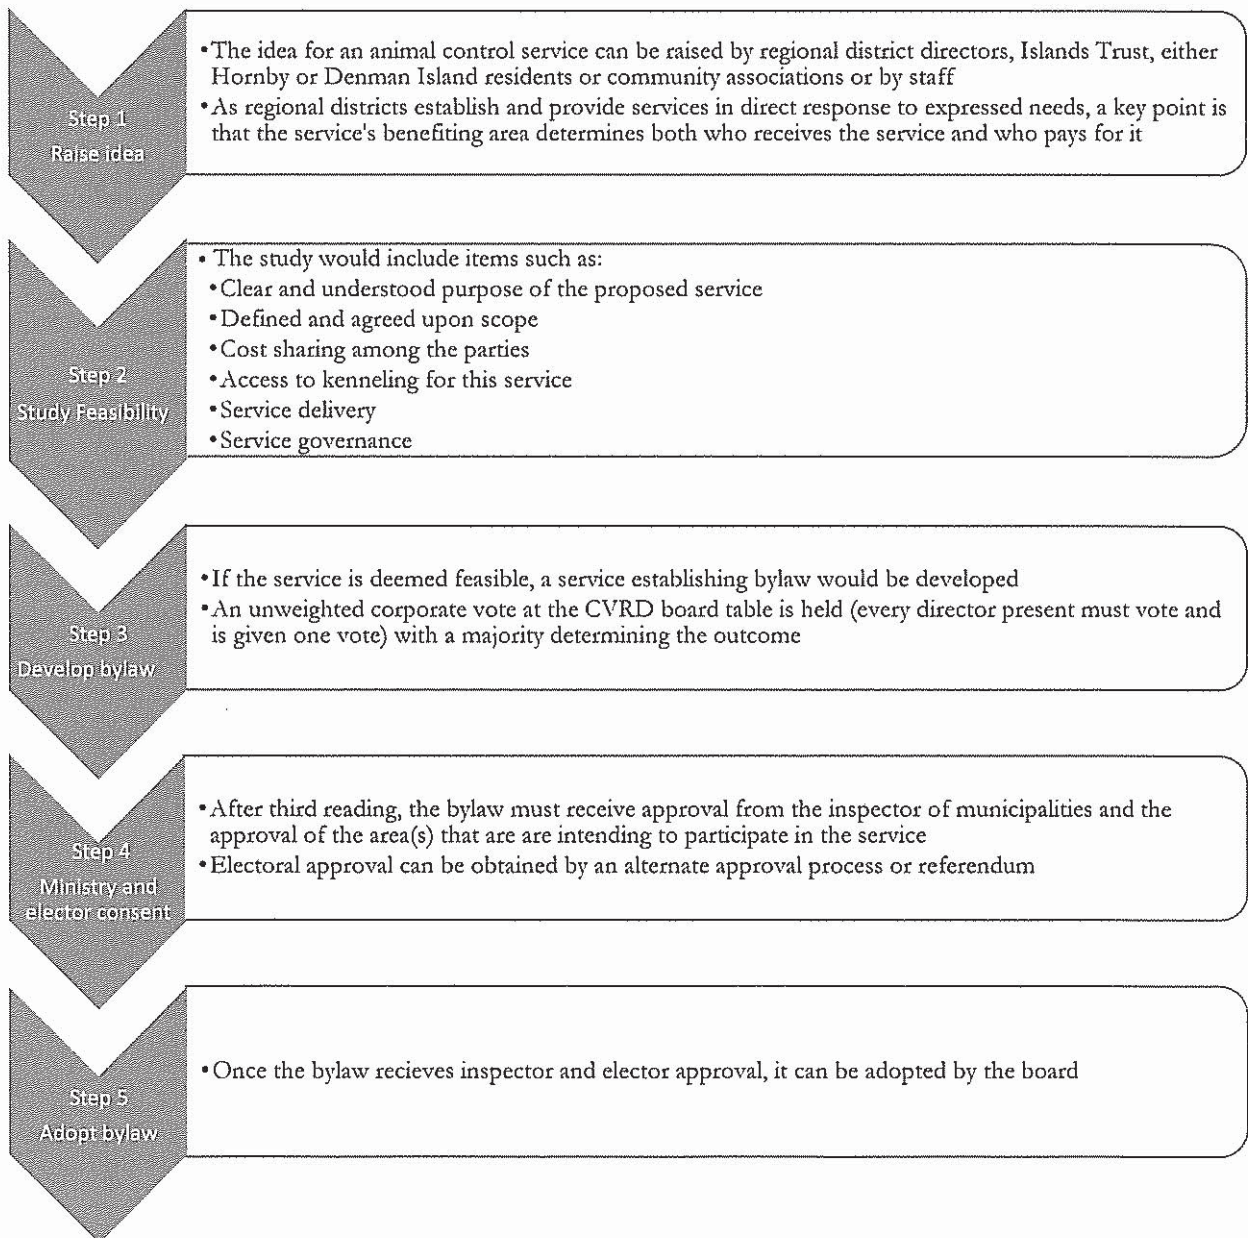 Step 1
Raise idea
•The idea for an animal control service can be raised by regional district directors, Islands Trust, either
Hornby or Denman Island residents or community associations or by staff
•As regional districts establish and provide services in direct response to expressed needs, a key point is
that the service's benefiting area determines both who receives the service and who pays for it
Step 2
Study Feasibility
• The study would include items such as:
•Clear and understood purpose of the proposed service
•Defined and agreed upon scope
•Cost sharing among the parties
•Access to kenneling for this service
•Service delivery
•Service governance
Step 3
Develop bylaw
•If the service is deemed feasible, a service establishing bylaw would be developed
•An unweighted corporate vote at the CVRD board table is held (every director present must vote and
is given one vote) with a majority determining the outcome
Step 4
Ministry and
elector consent
•After third reading, the bylaw must receive approval from the inspector of municipalities and the
approval of the area(s) that are are intending to participate in the service
•Electoral approval can be obtained by an alternate approval process or referendum
Step 5
Adopt bylaw
•Once the bylaw recieves inspector and elector approval, it can be adopted by the board